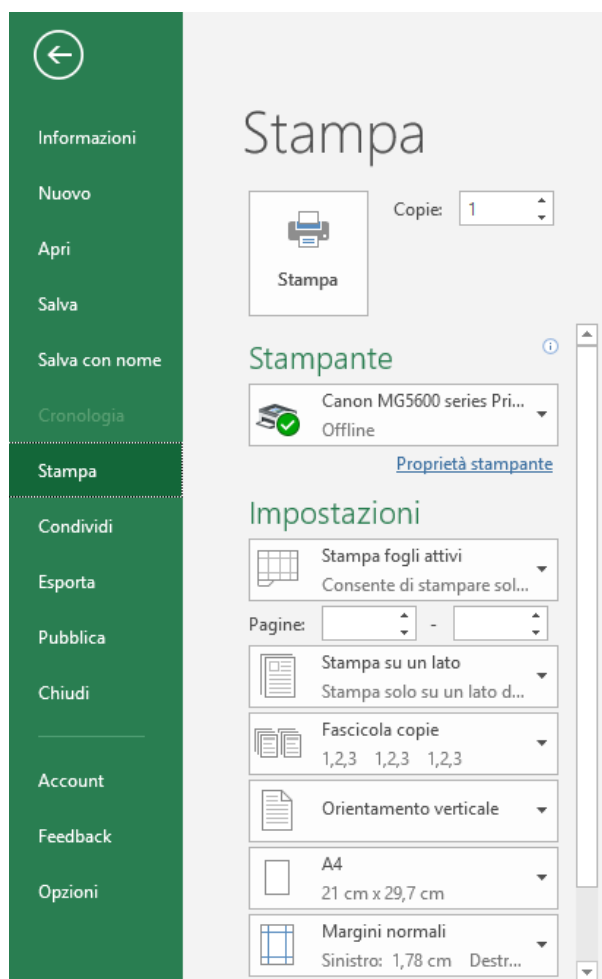 Informazioni
Nuovo
Apri
Salva
Salva con nome
Cronologia
Stampa
Condividi
Esporta
Pubblica
Chiudi
Account
Feedback
Opzioni
Stampa
Stampa
Copie: 1
Stampante
Canon MG5600 series Pri...
Offline
Proprietà stampante
Impostazioni
Stampa fogli attivi
Consente di stampare sol...
Pagine: -
Stampa su un lato
Stampa solo su un lato d...
Fascicola copie
1,2,3 1,2,3 1,2,3
Orientamento verticale
A4
21 cm x 29,7 cm
Margini normali
Sinistro: 1,78 cm Destr...